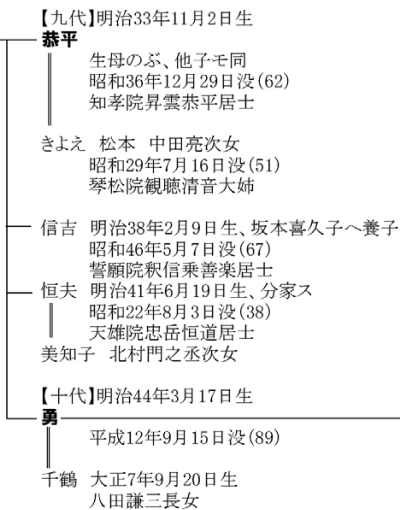 【九代】明治33年11月2日生
恭平
生母のぶ、他子モ同
昭和36年12月29日没(62)
知孝院昇雲恭平居士
きよえ 松本 中田亮次女
昭和29年7月16日没(51)
琴松院観聴清音大姉
信吉 明治38年2月9日生、坂本喜久子へ養子
昭和46年5月7日没(67)
誓願院釈信乗善楽居士
恒夫 明治41年6月19日生、分家ス
昭和22年8月3日没(38)
天雄院忠岳恒道居士
美知子 北村門之丞次女
【十代】明治44年3月17日生
勇
平成12年9月15日没(89)
千鶴 大正7年9月20日生
八田謙三長女